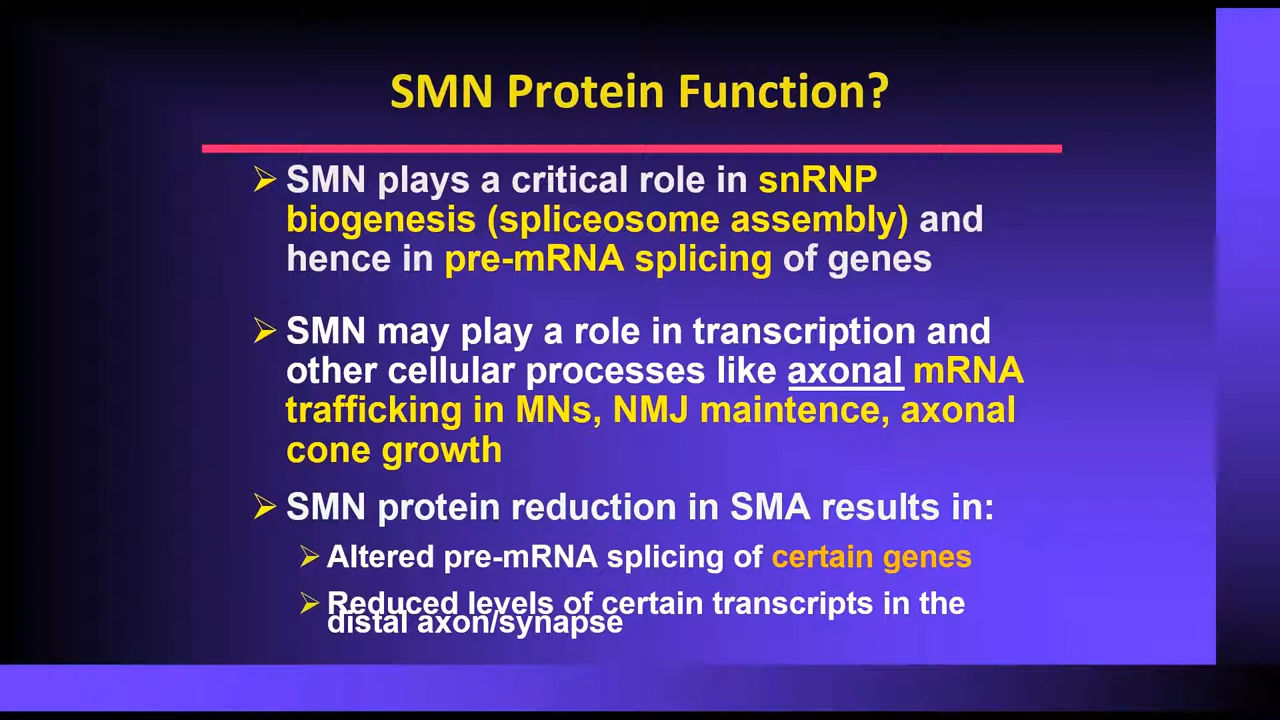 SMN Protein Function?
SMN plays a critical role in snRNP
biogenesis (spliceosome assembly) and
hence in pre-mRNA splicing of genes
SMN may play a role in transcription and
other cellular processes like axonal mRNA
trafficking in MNs, NMJ maintence, axonal
cone growth
SMN protein reduction in SMA results in:
Altered pre-mRNA splicing of certain genes
Reduced levels of certain transcripts in the
distal axon/synapse